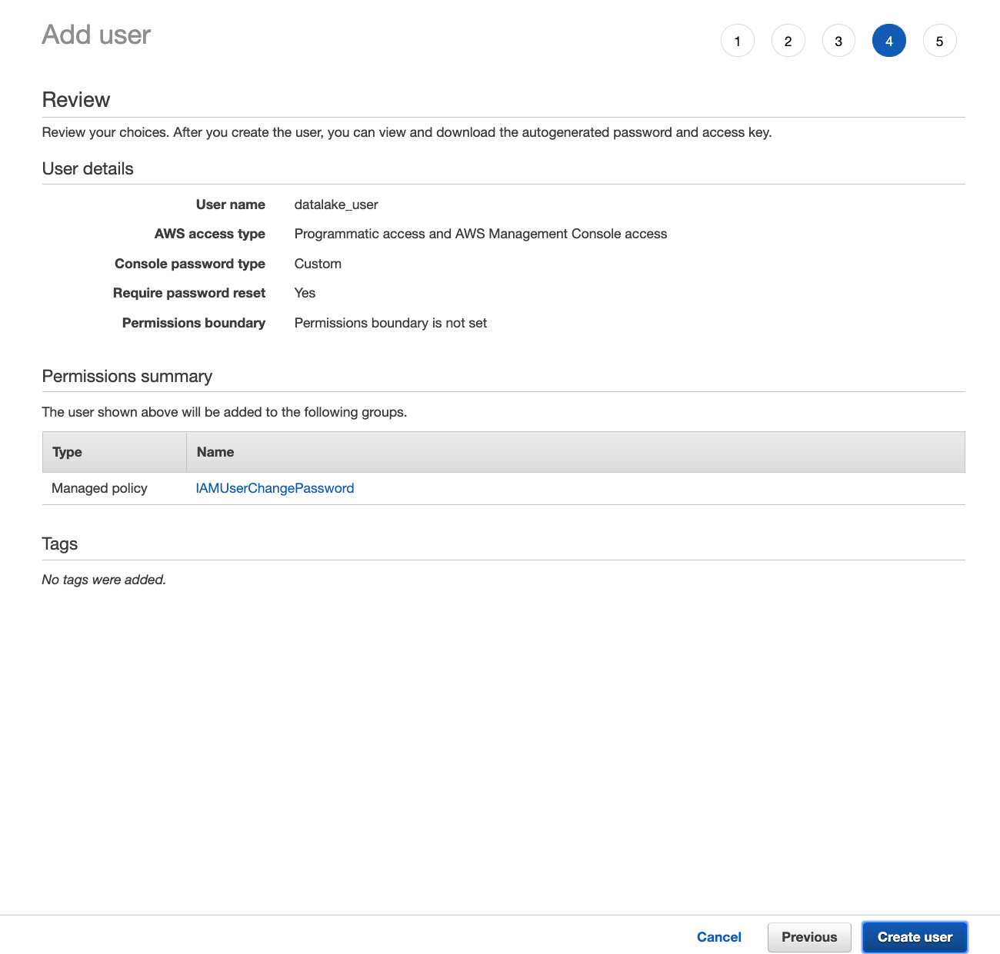 Add user
1 2 3 4 5
Review
Review your choices. After you create the user, you can view and download the autogenerated password and access key.
User details
User name datalake_user
AWS access type Programmatic access and AWS Management Console access
Console password type Custom
Require password reset Yes
Permissions boundary Permissions boundary is not set
Permissions summary
The user shown above will be added to the following groups.
Type Name
Managed policy IAMUserChangePassword
Tags
No tags were added.
Cancel Previous Create user